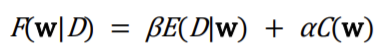 F(w|D) = βE(D|w) + αC(w)